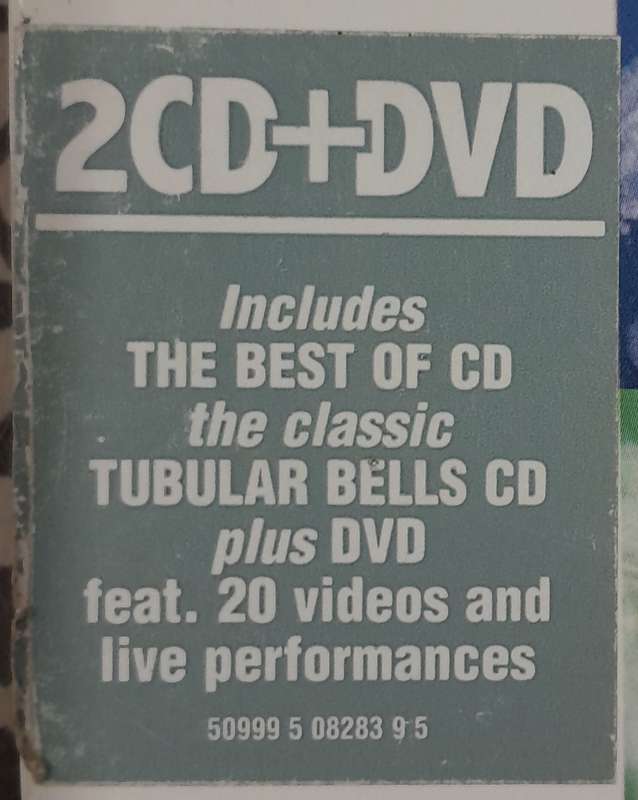 2CD+DVD
Includes
THE BEST OF CD
the classic
TUBULAR BELLS CD
plus DVD
feat. 20 videos and
live performances
50999 5 08283 9 5